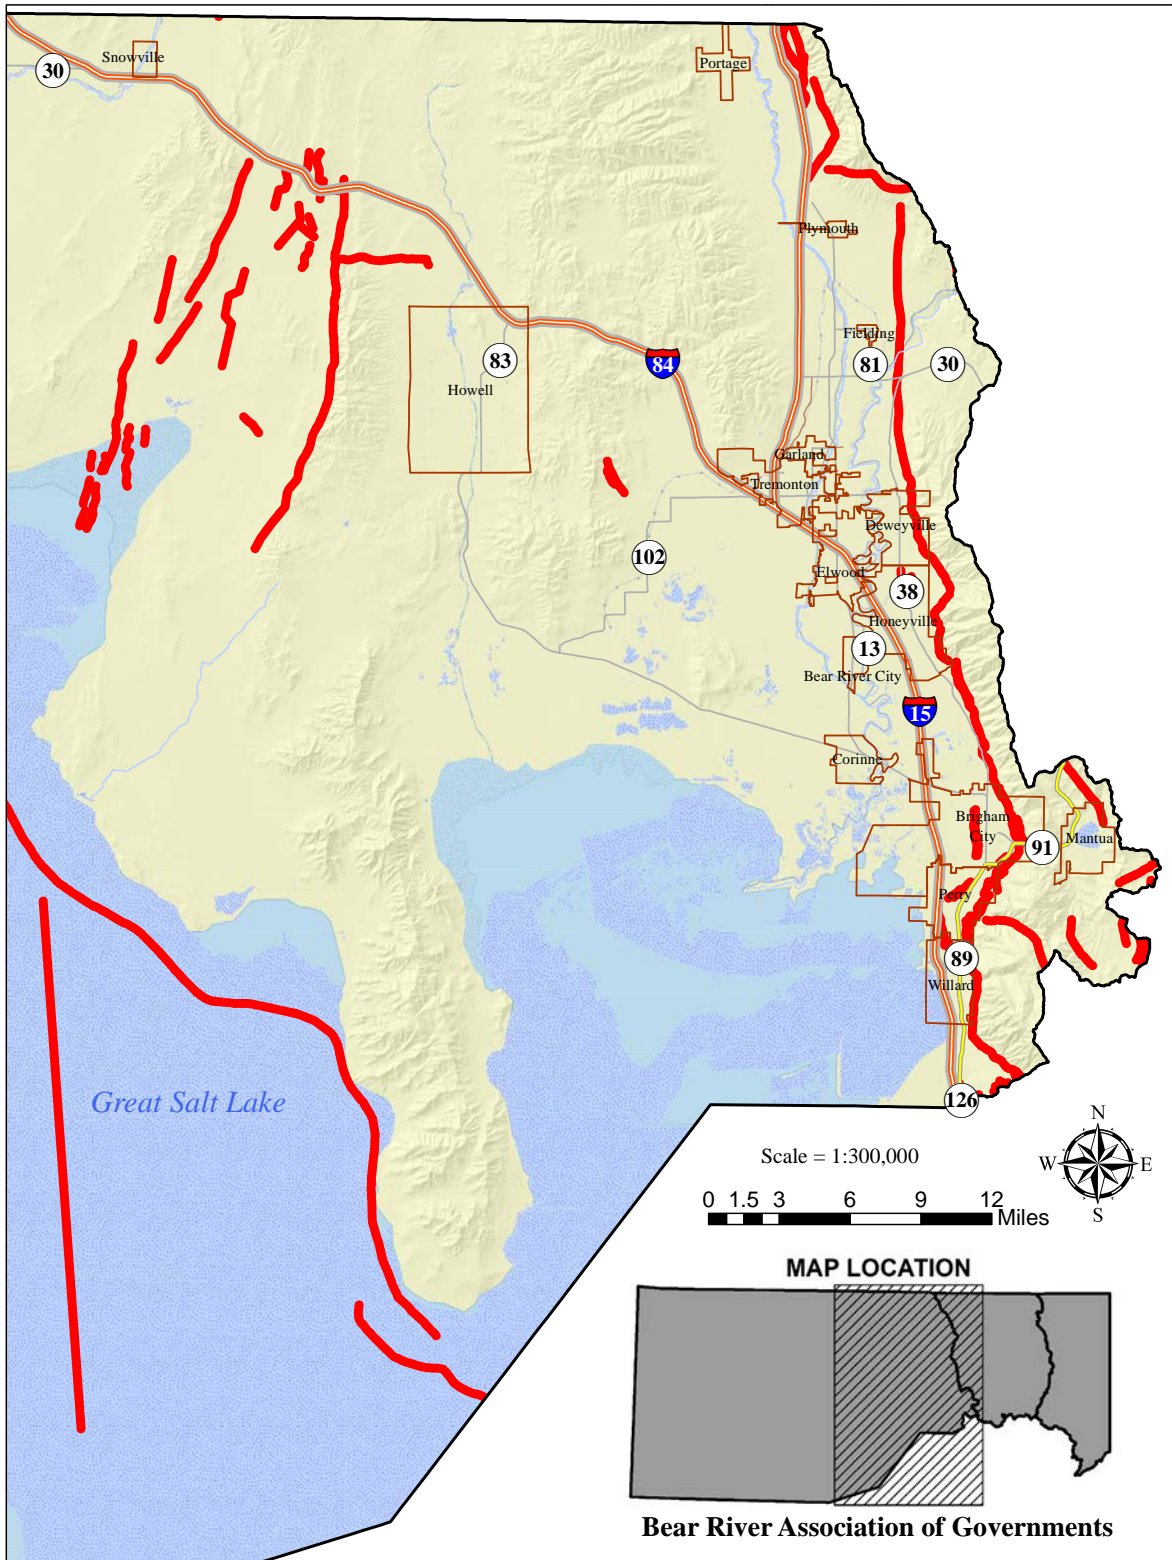 Snowville
30
Portage
Plymouth
Fielding
83
84
81
30
Howell
Garland
Tremonton
Deweyville
102
Elwood
38
Honeyville
13
Bear River City
15
Corinne
Brigham
City
91
Mantua
Perry
89
Willard
Great Salt Lake
126
N
W
E
S
Scale = 1:300,000
0 1.5 3 6 9 12
Miles
MAP LOCATION
Bear River Association of Governments